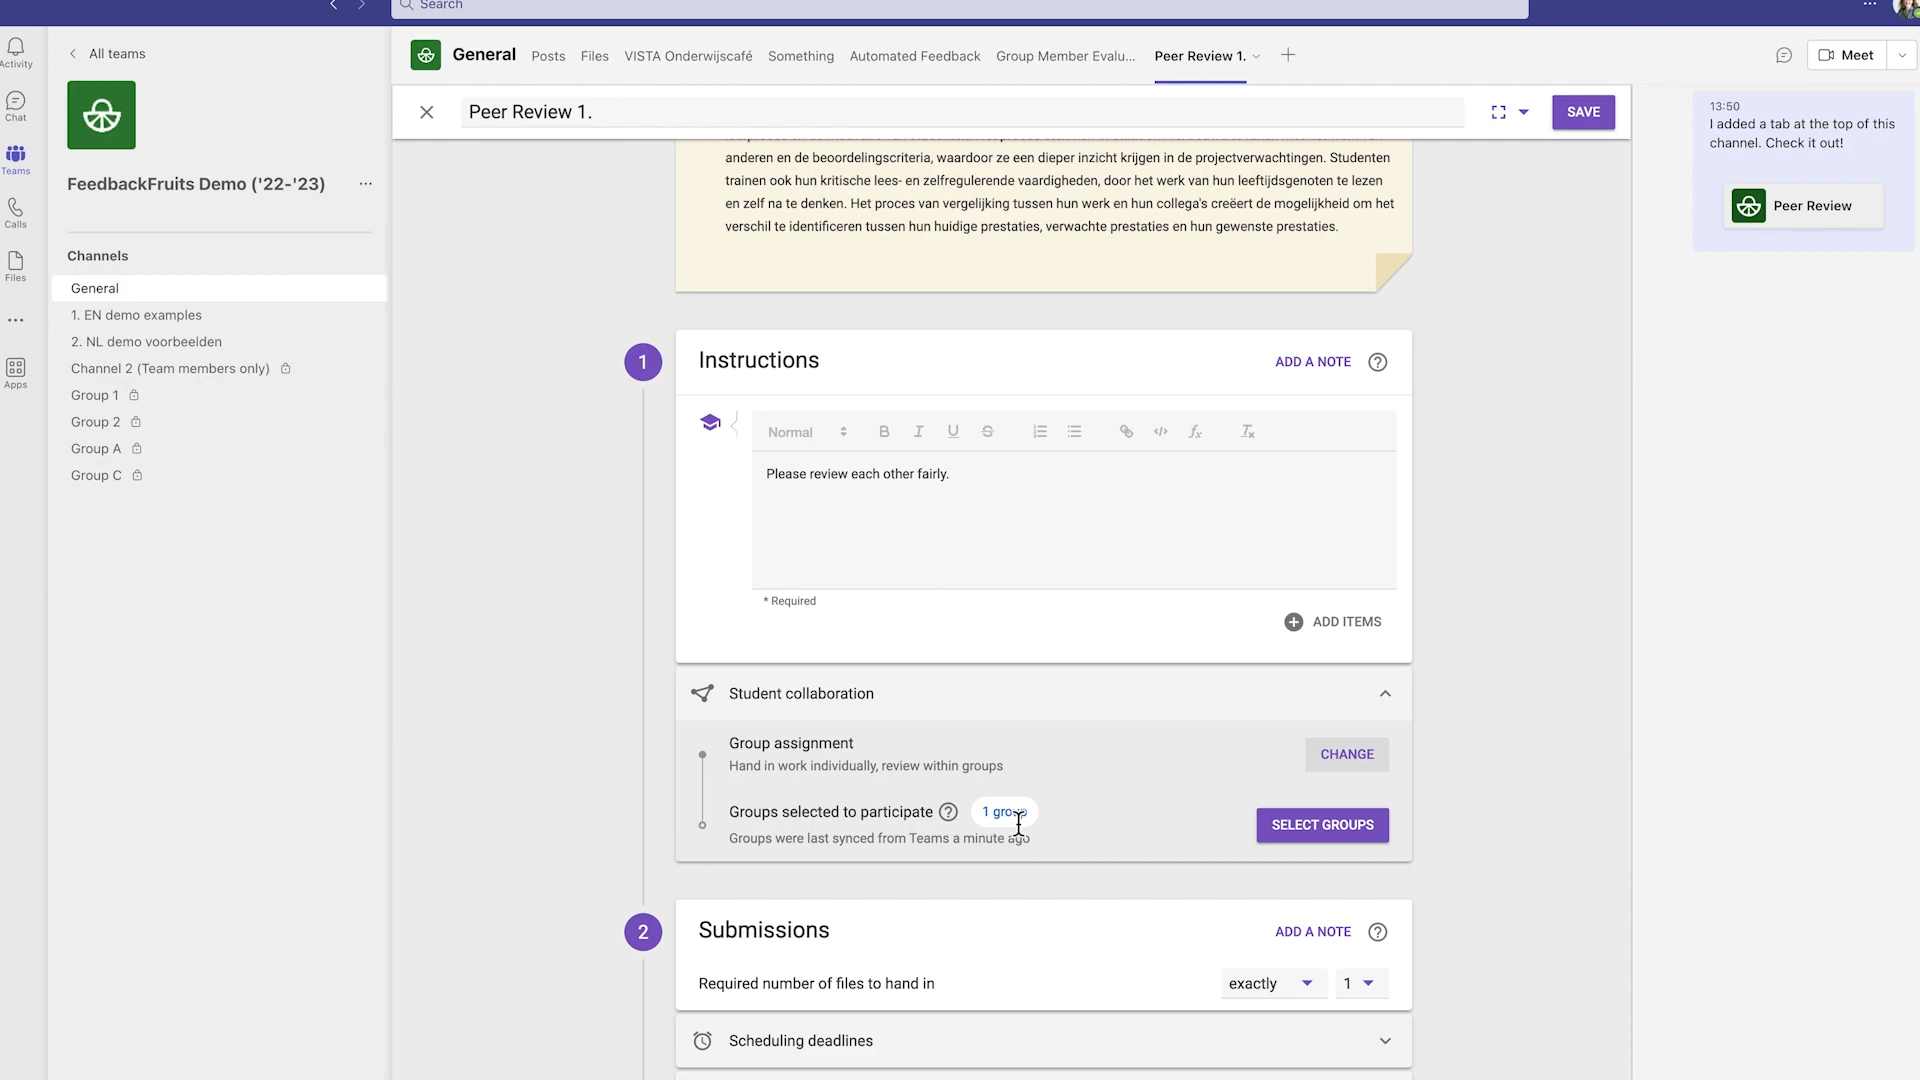 Search
Activity
Chat
Teams
Calls
Files
Apps
All teams
FeedbackFruits Demo ('22-'23)
Channels
General
1. EN demo examples
2. NL demo voorbeelden
Channel 2 (Team members only)
Group 1
Group 2
Group A
Group C
General Posts Files VISTA Onderwijscafé Something Automated Feedback Group Member Evalu... Peer Review 1.
Meet
Peer Review 1.
SAVE
anderen en de beoordelingscriteria, waardoor ze een dieper inzicht krijgen in de projectverwachtingen. Studenten
trainen ook hun kritische lees- en zelfregulerende vaardigheden, door het werk van hun leeftijdsgenoten te lezen
en zelf na te denken. Het proces van vergelijking tussen hun werk en hun collega's creëert de mogelijkheid om het
verschil te identificeren tussen hun huidige prestaties, verwachte prestaties en hun gewenste prestaties.
1
Instructions
ADD A NOTE
Normal
Please review each other fairly.
* Required
ADD ITEMS
Student collaboration
Group assignment
Hand in work individually, review within groups
CHANGE
Groups selected to participate
1 group
Groups were last synced from Teams a minute ago
SELECT GROUPS
2
Submissions
ADD A NOTE
Required number of files to hand in
exactly
1
Scheduling deadlines
13:50
I added a tab at the top of this
channel. Check it out!
Peer Review